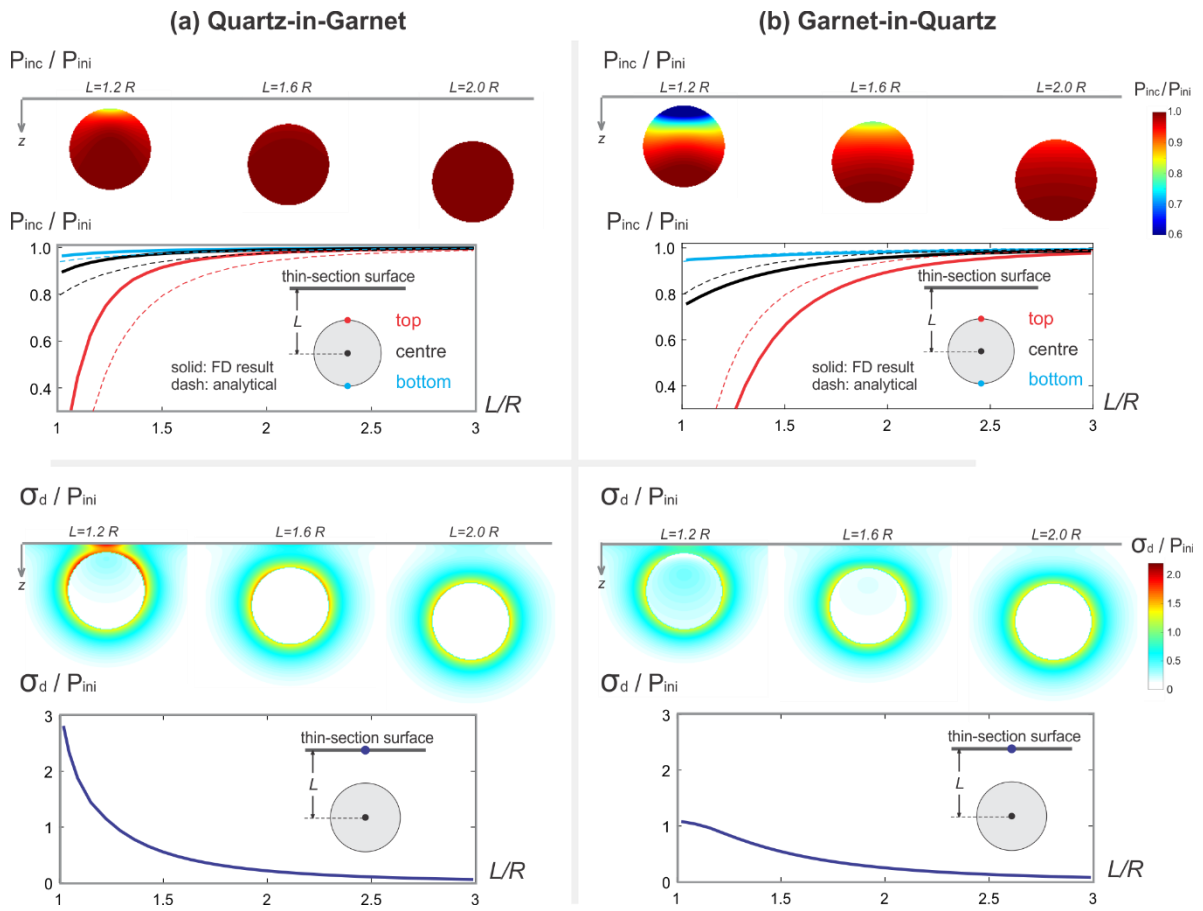 (a) Quartz-in-Garnet
Pinc / Pini
L=1.2 R L=1.6 R L=2.0 R
z
Pinc / Pini
1.0
0.8
0.6
0.4
thin-section surface
L
top
centre
bottom
solid: FD result
dash: analytical
L/R
1 1.5 2 2.5 3
σd / Pini
L=1.2 R L=1.6 R L=2.0 R
z
σd / Pini
3
2
1
0
thin-section surface
L
L/R
1 1.5 2 2.5 3
(b) Garnet-in-Quartz
Pinc / Pini
L=1.2 R L=1.6 R L=2.0 R
z
Pinc/Pini
1.0
0.9
0.8
0.7
0.6
Pinc / Pini
1.0
0.8
0.6
0.4
thin-section surface
L
top
centre
bottom
solid: FD result
dash: analytical
L/R
1 1.5 2 2.5 3
σd / Pini
L=1.2 R L=1.6 R L=2.0 R
z
σd / Pini
2.0
1.5
1.0
0.5
0
σd / Pini
3
2
1
0
thin-section surface
L
L/R
1 1.5 2 2.5 3